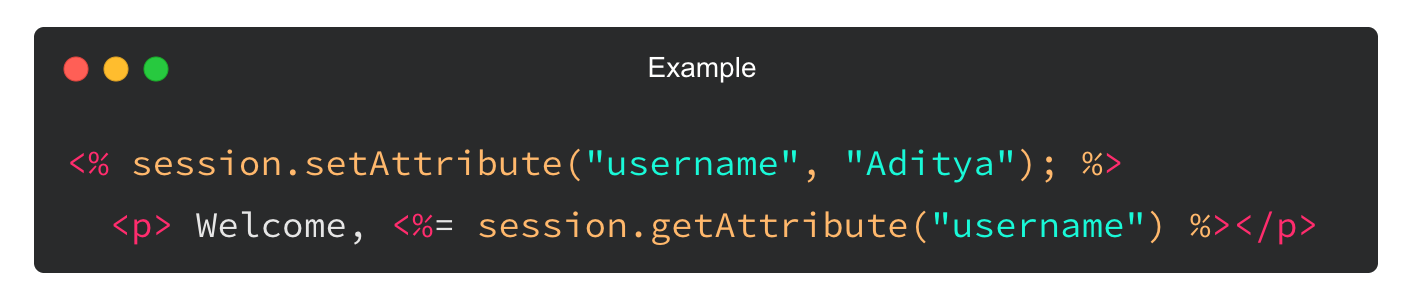 Example
<% session.setAttribute("username", "Aditya"); %>
<p> Welcome, <%= session.getAttribute("username") %></p>